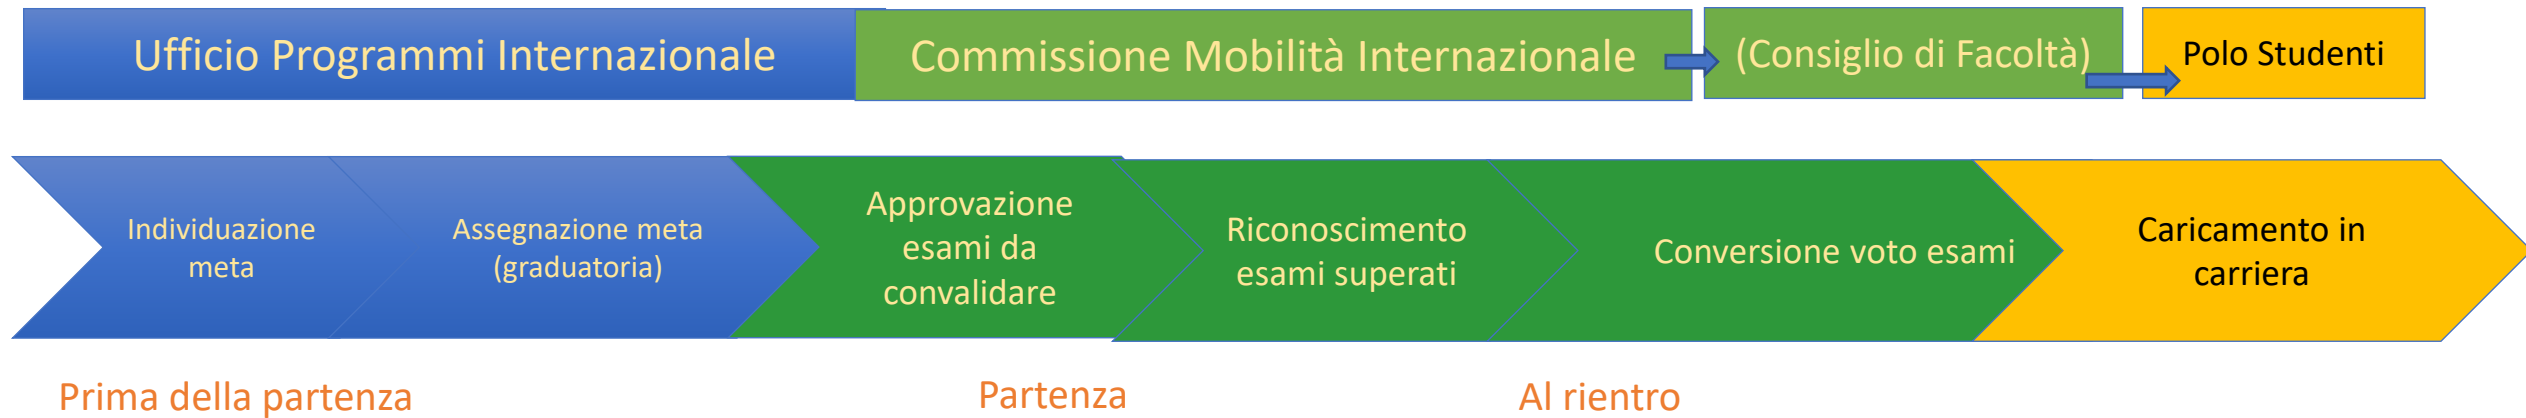 Ufficio Programmi Internazionale
Commissione Mobilità Internazionale
(Consiglio di Facoltà)
Polo Studenti
Individuazione
meta
Assegnazione meta
(graduatoria)
Approvazione
esami da
convalidare
Riconoscimento
esami superati
Conversione voto esami
Caricamento in
carriera
Prima della partenza
Partenza
Al rientro